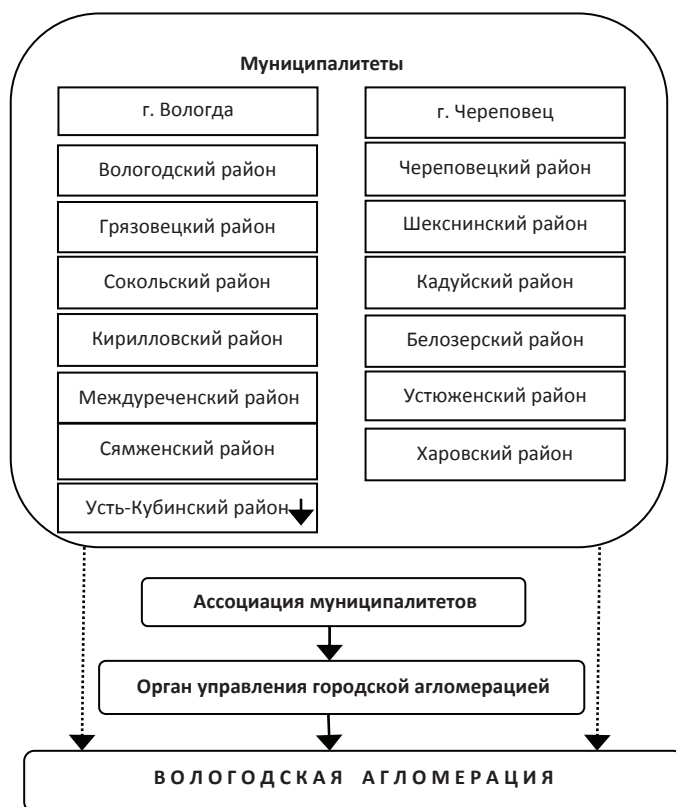 Муниципалитеты
г. Вологда
Вологодский район
Грязовецкий район
Сокольский район
Кирилловский район
Междуреченский район
Сямженский район
Усть-Кубинский район
г. Череповец
Череповецкий район
Шекснинский район
Кадуйский район
Белозерский район
Устюженский район
Харовский район
Ассоциация муниципалитетов
Орган управления городской агломерацией
ВОЛОГОДСКАЯ АГЛОМЕРАЦИЯ